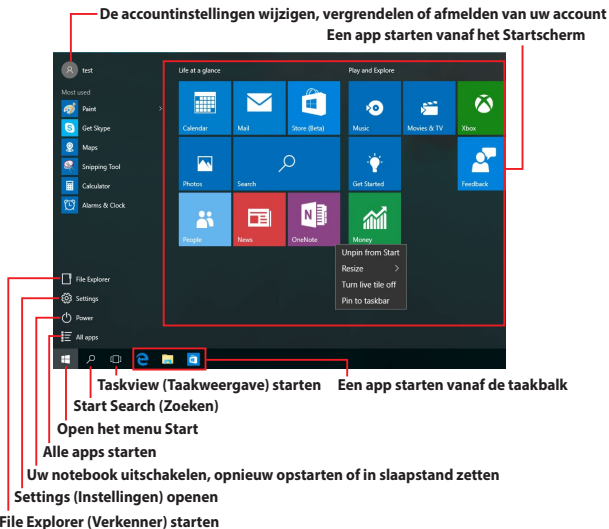 De accountinstellingen wijzigen, vergrendelen of afmelden van uw account
Een app starten vanaf het Startscherm
test
Life at a glance
Play and Explore
Most used
Paint
Get Skype
Maps
Snipping Tool
Calculator
Alarms & Clock
Calendar
Mail
Store (Beta)
Music
Movies & TV
Xbox
Photos
Search
Get Started
Feedback
People
News
OneNote
Money
Unpin from Start
Resize
Turn live tile off
Pin to taskbar
File Explorer
Settings
Power
All apps
Taskview (Taakweergave) starten
Een app starten vanaf de taakbalk
Start Search (Zoeken)
Open het menu Start
Alle apps starten
Uw notebook uitschakelen, opnieuw opstarten of in slaapstand zetten
Settings (Instellingen) openen
File Explorer (Verkenner) starten